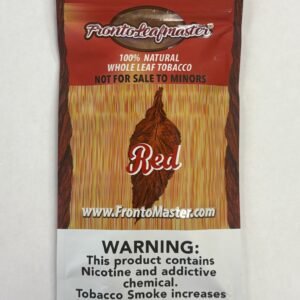 FrontoLeafmaster
100% NATURAL
WHOLE LEAF TOBACCO
NOT FOR SALE TO MINORS
Red
www.FrontoMaster.com
WARNING:
This product contains
Nicotine and addictive
chemical.
Tobacco Smoke increases